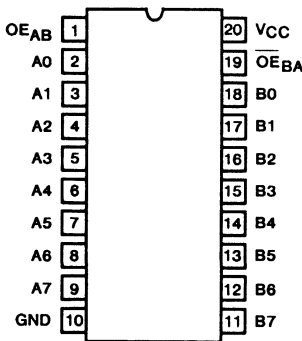 OEAB 1 20 VCC
A0 2 19 O̅E̅BA
A1 3 18 B0
A2 4 17 B1
A3 5 16 B2
A4 6 15 B3
A5 7 14 B4
A6 8 13 B5
A7 9 12 B6
GND 10 11 B7